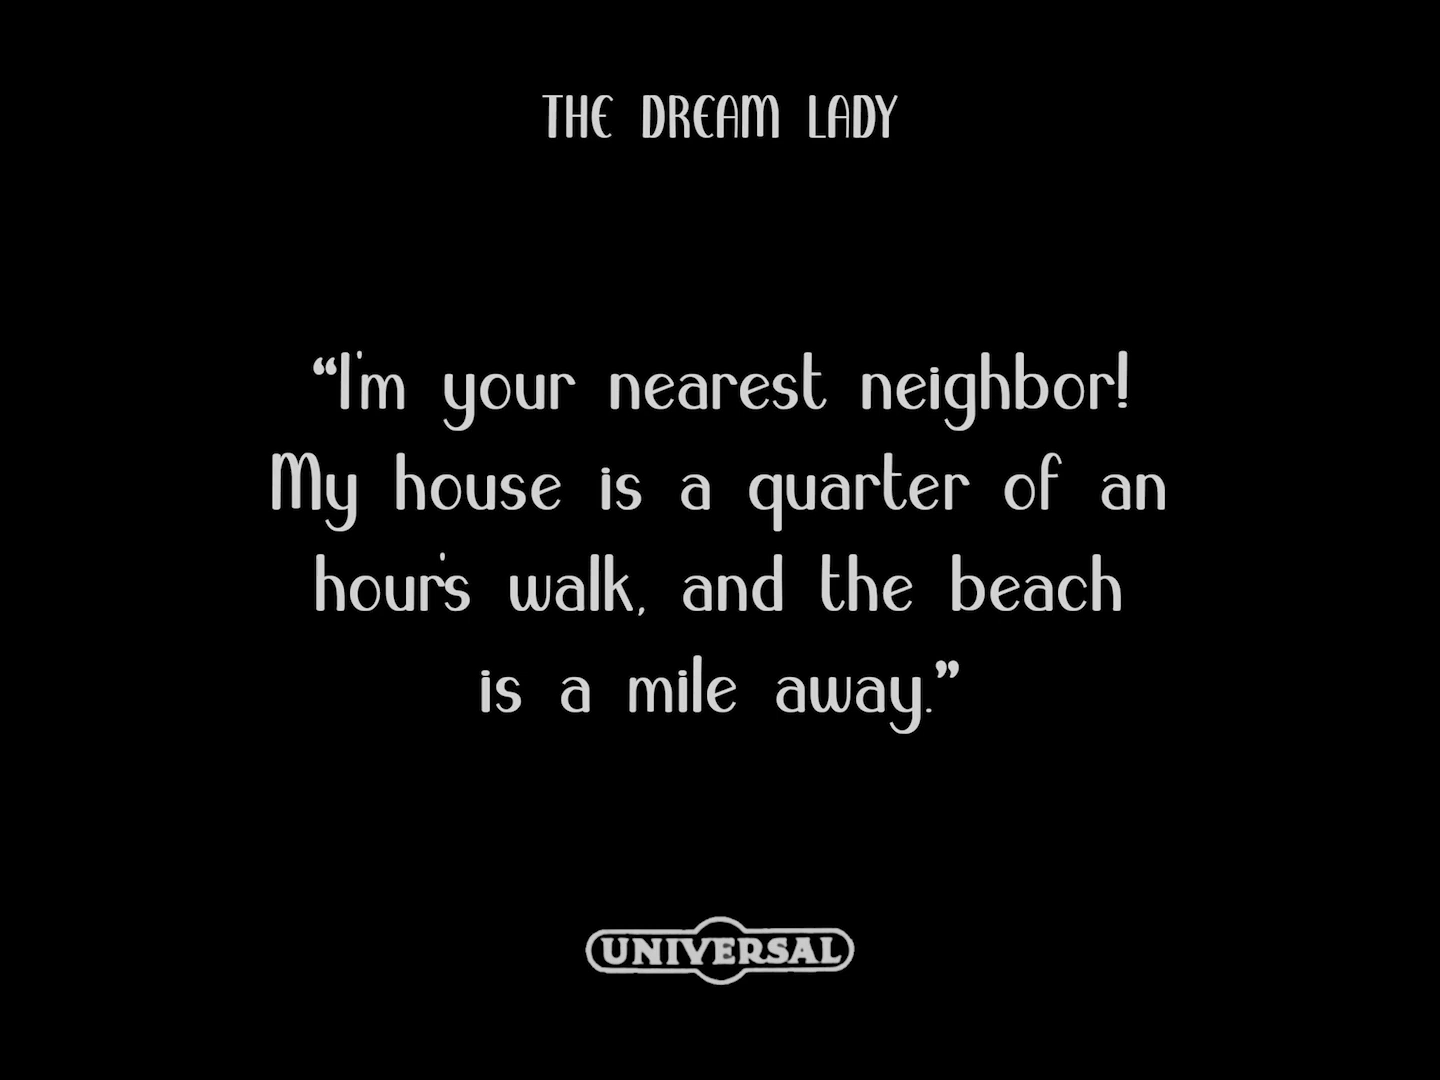 THE DREAM LADY
“I'm your nearest neighbor!
My house is a quarter of an
hour's walk, and the beach
is a mile away.”
UNIVERSAL